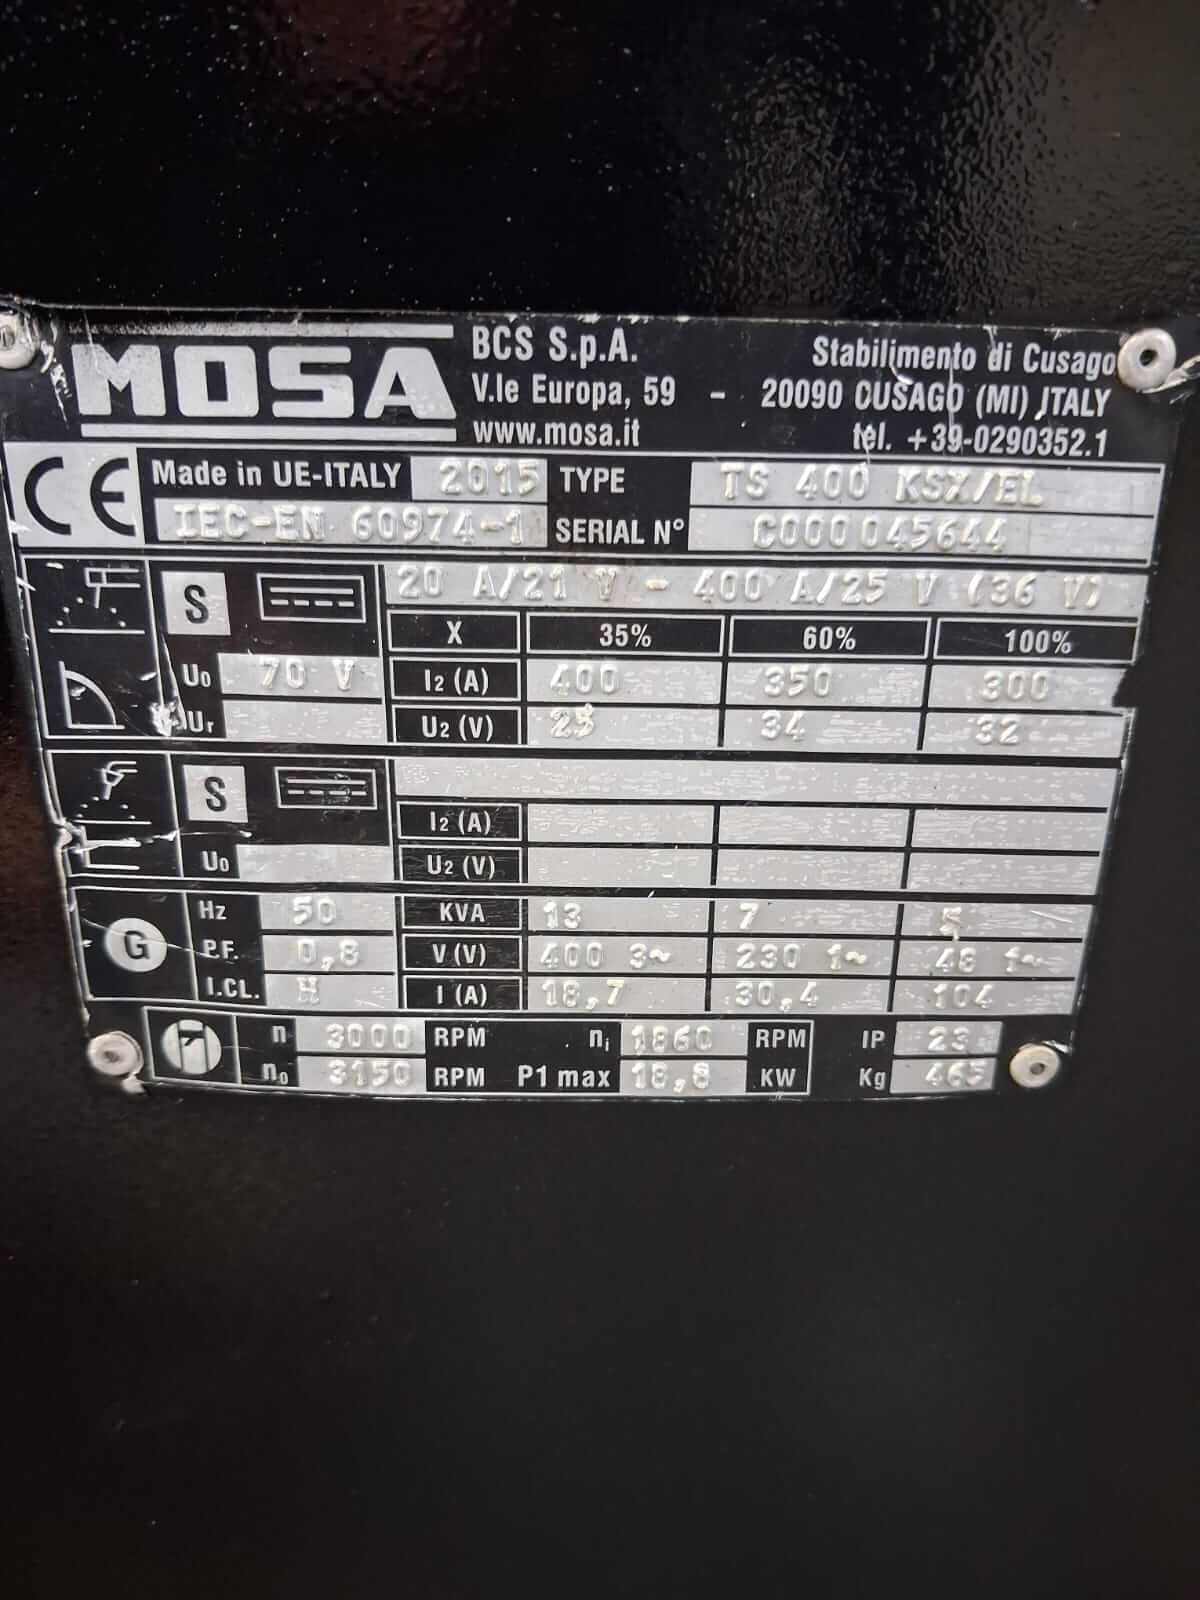 MOSA
BCS S.p.A. Stabilimento di Cusago
V.le Europa, 59 - 20090 CUSAGO (MI) ITALY
www.mosa.it tel. +39-0290352.1
CE Made in UE-ITALY 2015 TYPE TS 400 KSX/EL
IEC-EN 60974-1 SERIAL N° C000045644
S 20 A/21 V - 400 A/25 V (36 V)
X 35% 60% 100%
U0 70 V I2 (A) 400 350 300
Ur U2 (V) 25 34 32
S
I2 (A)
U0 U2 (V)
G Hz 50 KVA 13 7 5
P.F. 0,8 V (V) 400 3~ 230 1~ 48 1~
I.CL. H I (A) 18,7 30,4 104
n 3000 RPM ni 1860 RPM IP 23
n0 3150 RPM P1 max 18,8 KW Kg 465